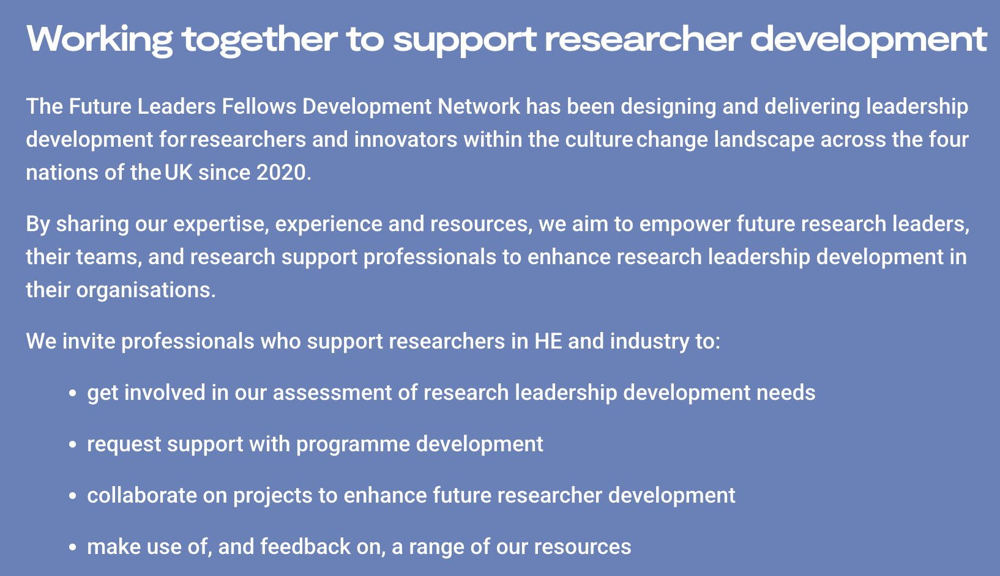 Working together to support researcher development
The Future Leaders Fellows Development Network has been designing and delivering leadership
development for researchers and innovators within the culture change landscape across the four
nations of the UK since 2020.
By sharing our expertise, experience and resources, we aim to empower future research leaders,
their teams, and research support professionals to enhance research leadership development in
their organisations.
We invite professionals who support researchers in HE and industry to:
• get involved in our assessment of research leadership development needs
• request support with programme development
• collaborate on projects to enhance future researcher development
• make use of, and feedback on, a range of our resources